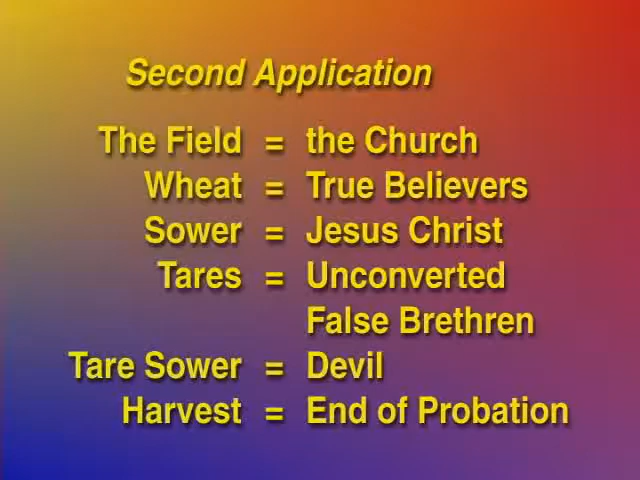 Second Application
The Field = the Church
Wheat = True Believers
Sower = Jesus Christ
Tares = Unconverted
False Brethren
Tare Sower = Devil
Harvest = End of Probation